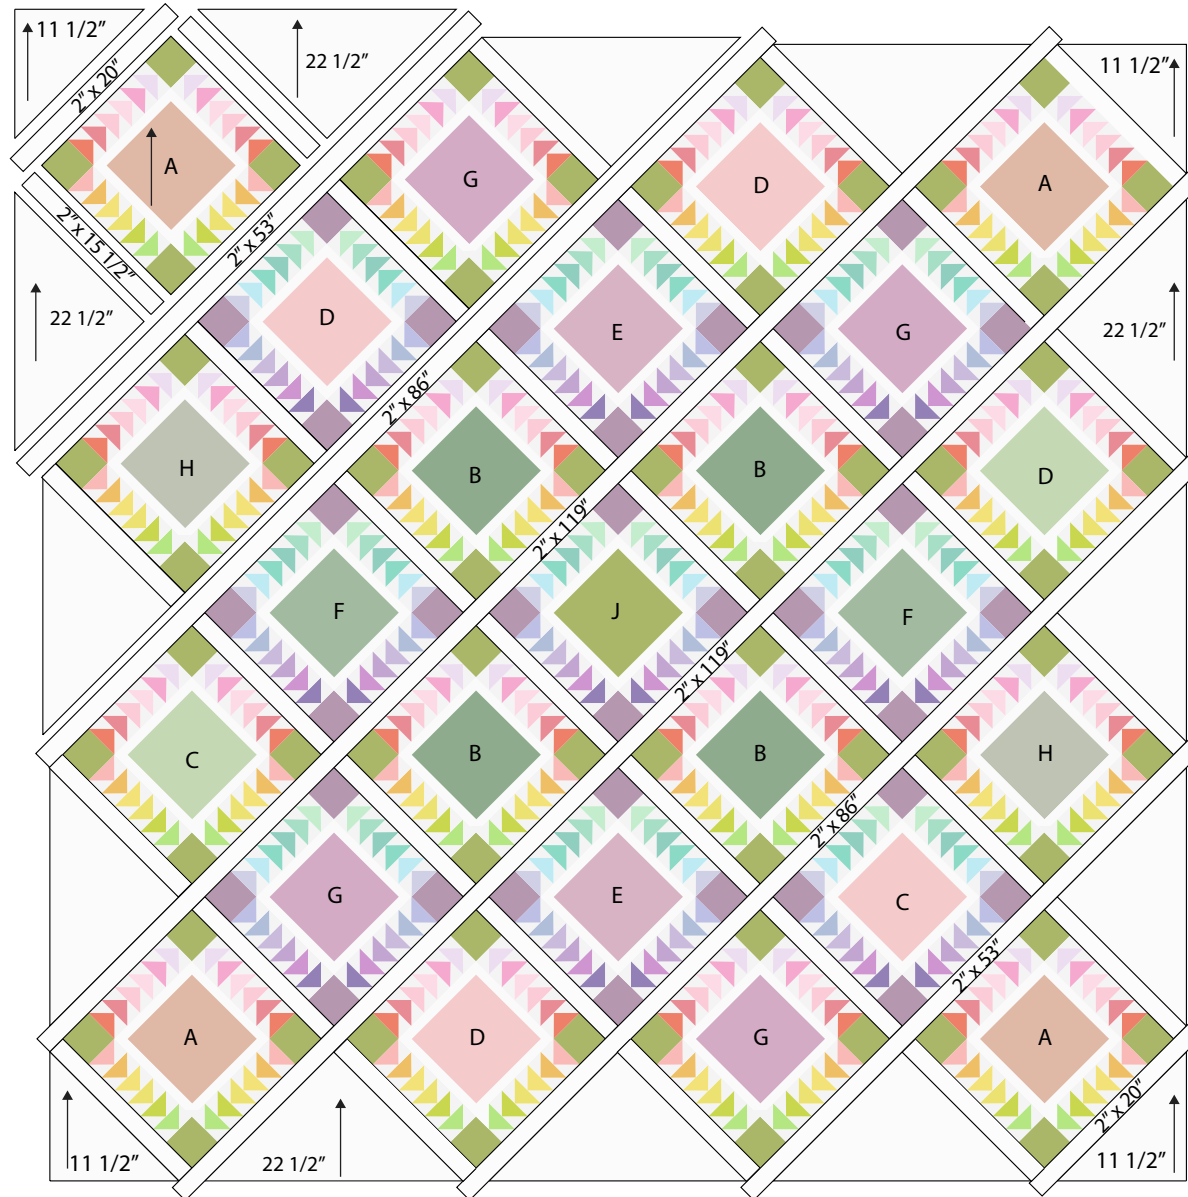 11 1/2”
2” x 20”
22 1/2”
11 1/2”
A
G
D
A
2” x 15 1/2”
2” x 53”
22 1/2”
D
E
G
22 1/2”
2” x 86”
H
B
B
D
2” x 119”
F
J
F
2” x 119”
C
B
B
H
2” x 86”
G
E
C
2” x 53”
A
D
G
A
2” x 20”
11 1/2”
22 1/2”
11 1/2”